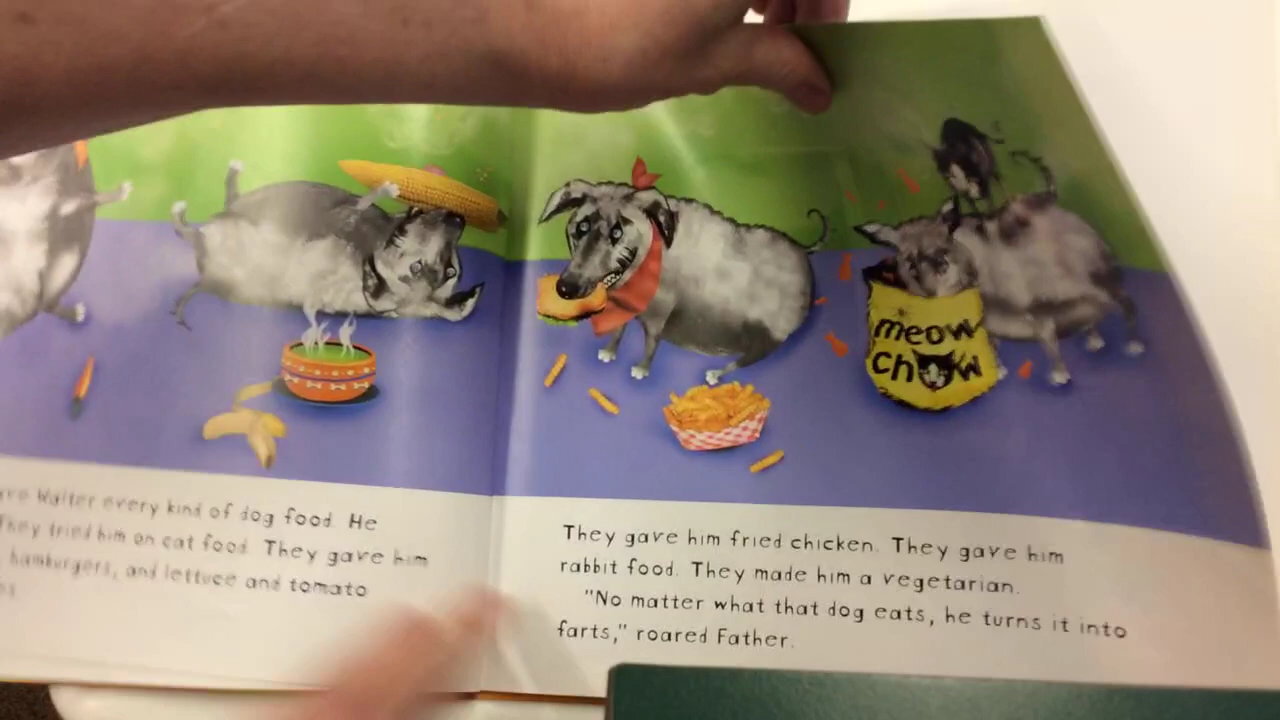 meow
chow
Walter every kind of dog food. He
They tried him on cat food. They gave him
hamburgers, and lettuce and tomato
They gave him fried chicken. They gave him
rabbit food. They made him a vegetarian.
"No matter what that dog eats, he turns it into
farts," roared Father.